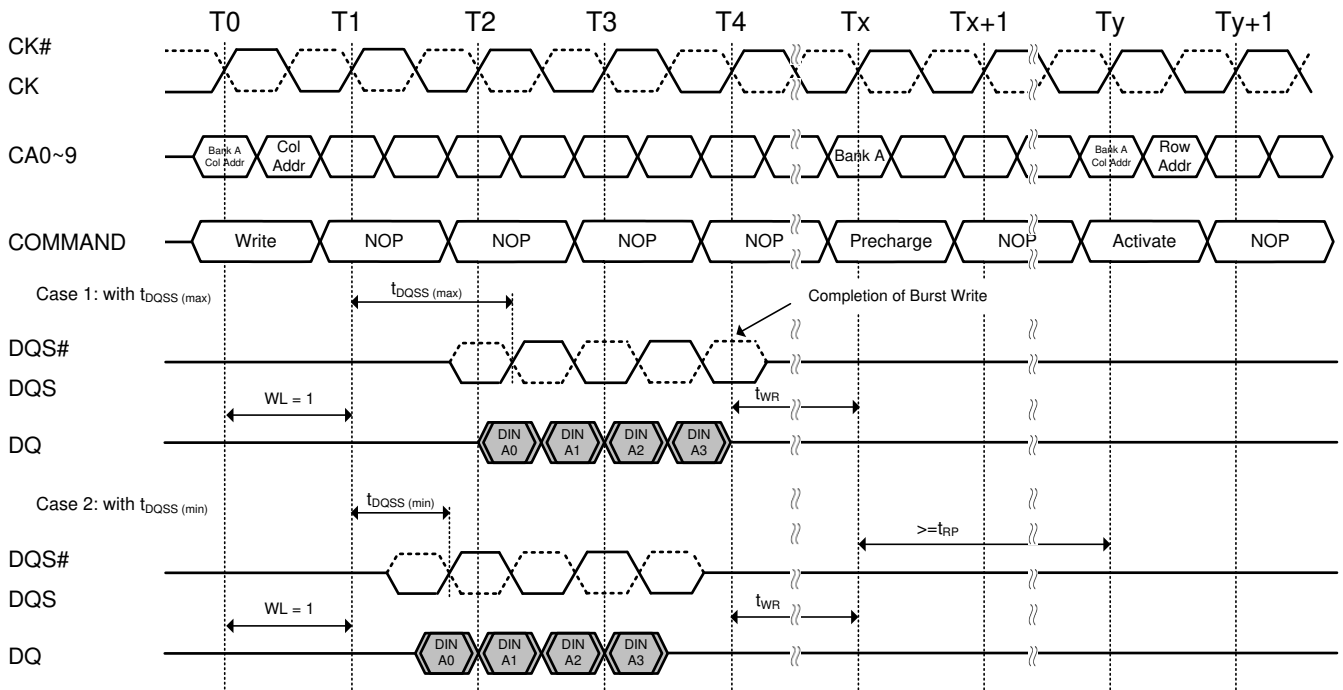 T0 T1 T2 T3 T4 Tx Tx+1 Ty Ty+1
CK#
CK
CA0~9
Bank A
Col Addr
Col
Addr
Bank A
Bank A
Col Addr
Row
Addr
COMMAND
Write NOP NOP NOP NOP Precharge NOP Activate NOP
Case 1: with tDQSS (max)
tDQSS (max)
Completion of Burst Write
DQS#
DQS
WL = 1
tWR
DQ
DIN
A0
DIN
A1
DIN
A2
DIN
A3
Case 2: with tDQSS (min)
tDQSS (min)
>=tRP
DQS#
DQS
WL = 1
tWR
DQ
DIN
A0
DIN
A1
DIN
A2
DIN
A3